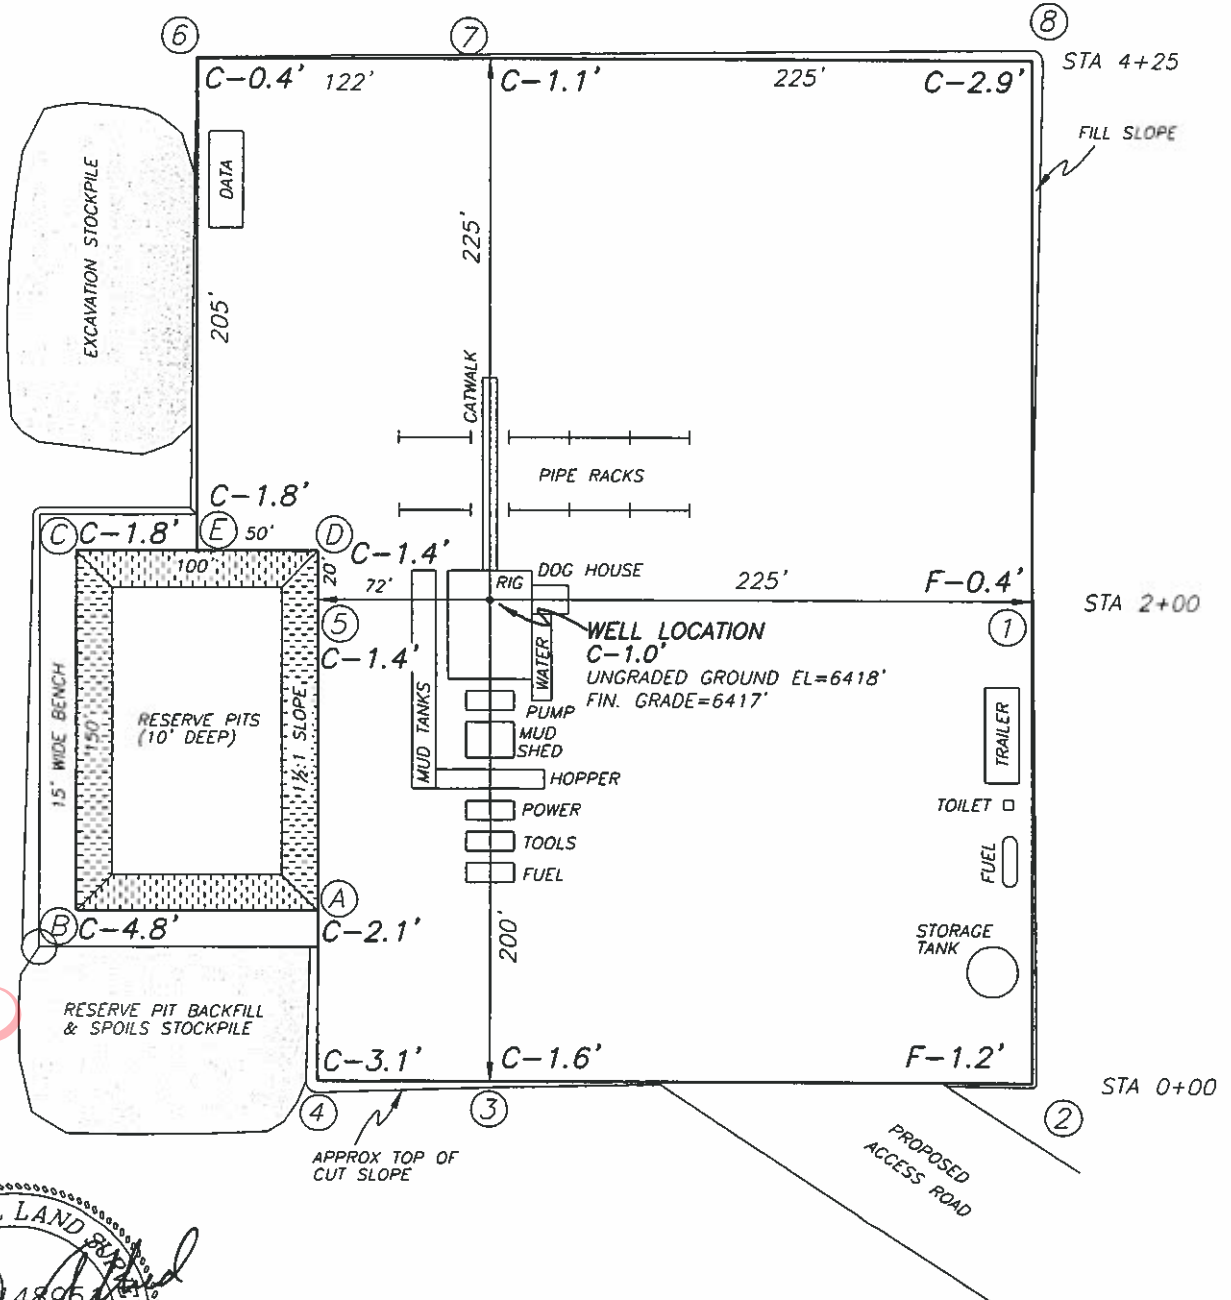 6
7
8
STA 4+25
C-0.4'
122'
C-1.1'
225'
C-2.9'
FILL SLOPE
DATA
EXCAVATION STOCKPILE
205'
225'
CATWALK
PIPE RACKS
C-1.8'
C
C-1.8'
E
50'
D
100'
20'
C-1.4'
72'
RIG
DOG HOUSE
225'
F-0.4'
STA 2+00
5
C-1.4'
1
WELL LOCATION
C-1.0'
UNGRADED GROUND EL=6418'
FIN. GRADE=6417'
WATER
MUD TANKS
PUMP
MUD
SHED
HOPPER
POWER
TOOLS
FUEL
15' WIDE BENCH
150'
RESERVE PITS
(10' DEEP)
1½:1 SLOPE
TRAILER
TOILET
FUEL
STORAGE
TANK
A
B
C-4.8'
C-2.1'
200'
RESERVE PIT BACKFILL
& SPOILS STOCKPILE
C-3.1'
C-1.6'
F-1.2'
STA 0+00
4
3
2
APPROX TOP OF
CUT SLOPE
PROPOSED
ACCESS ROAD
LAND